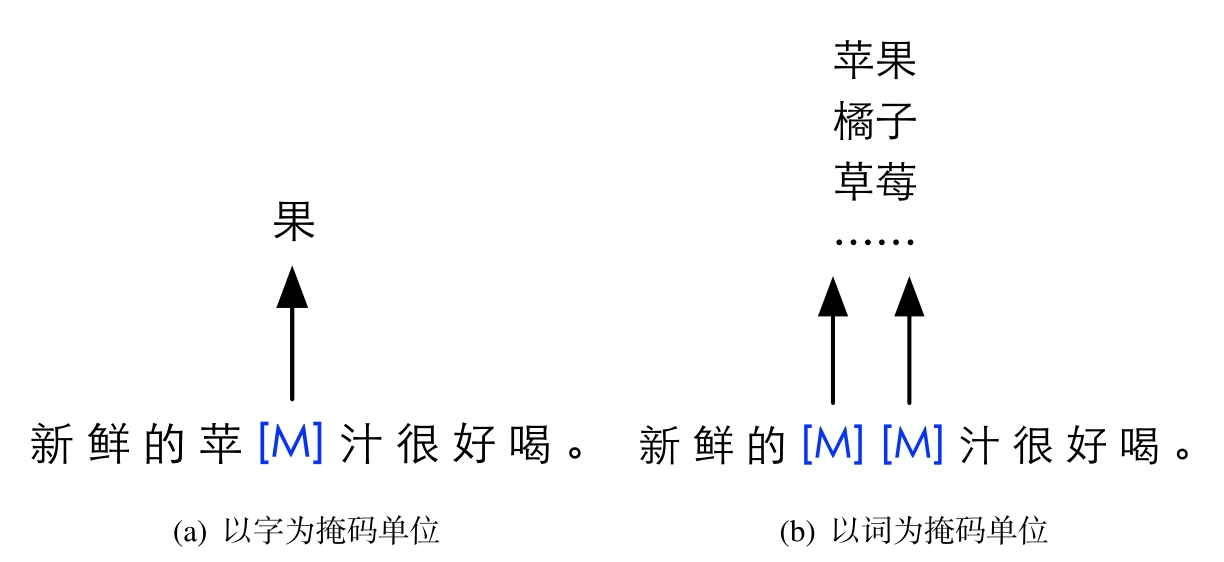 果
新鲜的苹[M]汁很好喝。
(a) 以字为掩码单位
苹果
橘子
草莓
……
新鲜的[M][M]汁很好喝。
(b) 以词为掩码单位